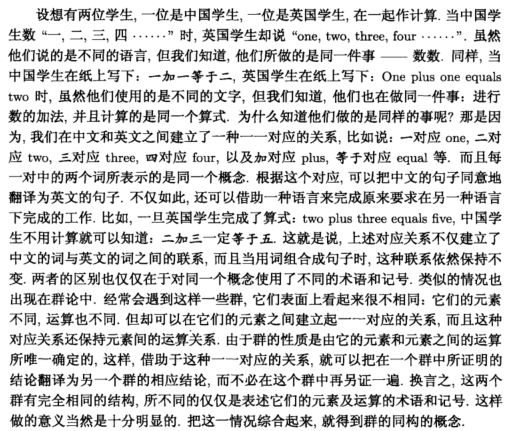 设想有两位学生, 一位是中国学生, 一位是英国学生, 在一起作计算. 当中国学
生数 “一, 二, 三, 四 ······” 时, 英国学生却说 “one, two, three, four ······”. 虽然
他们说的是不同的语言, 但我们知道, 他们所做的是同一件事 —— 数数. 同样, 当
中国学生在纸上写下: 一加一等于二, 英国学生在纸上写下: One plus one equals
two 时, 虽然他们使用的是不同的文字, 但我们知道, 他们也在做同一件事: 进行
数的加法, 并且计算的是同一个算式. 为什么知道他们做的是同样的事呢? 那是因
为, 我们在中文和英文之间建立了一种一一对应的关系, 比如说: 一对应 one, 二对
应 two, 三对应 three, 四对应 four, 以及加对应 plus, 等于对应 equal 等. 而且每
一对中的两个词所表示的是同一个概念. 根据这个对应, 可以把中文的句子同意地
翻译为英文的句子. 不仅如此, 还可以借助一种语言来完成原来要求在另一种语言
下完成的工作. 比如, 一旦英国学生完成了算式: two plus three equals five, 中国学
生不用计算就可以知道: 二加三一定等于五. 这就是说, 上述对应关系不仅建立了
中文的词与英文的词之间的联系, 而且当用词组合成句子时, 这种联系依然保持不
变. 两者的区别也仅仅在于对同一个概念使用了不同的术语和记号. 类似的情况也
出现在群论中. 经常会遇到这样一些群, 它们表面上看起来很不相同: 它们的元素
不同, 运算也不同. 但却可以在它们的元素之间建立起一一对应的关系, 而且这种
对应关系还保持元素间的运算关系. 由于群的性质是由它的元素和元素之间的运算
所唯一确定的, 这样, 借助于这种一一对应的关系, 就可以把在一个群中所证明的
结论翻译为另一个群的相应结论, 而不必在这个群中再另证一遍. 换言之, 这两个
群有完全相同的结构, 所不同的仅仅是表述它们的元素及运算的术语和记号. 这样
做的意义当然是十分明显的. 把这一情况综合起来, 就得到群的同构的概念.